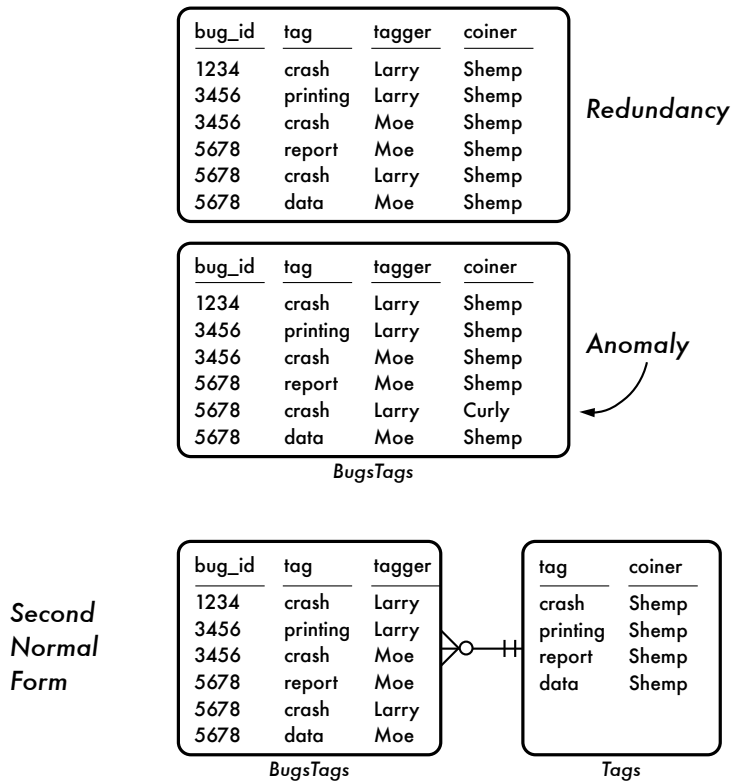 bug_id tag tagger coiner
1234 crash Larry Shemp
3456 printing Larry Shemp
3456 crash Moe Shemp
5678 report Moe Shemp
5678 crash Larry Shemp
5678 data Moe Shemp
Redundancy
bug_id tag tagger coiner
1234 crash Larry Shemp
3456 printing Larry Shemp
3456 crash Moe Shemp
5678 report Moe Shemp
5678 crash Larry Curly
5678 data Moe Shemp
Anomaly
BugsTags
Second
Normal
Form
bug_id tag tagger
1234 crash Larry
3456 printing Larry
3456 crash Moe
5678 report Moe
5678 crash Larry
5678 data Moe
BugsTags
tag coiner
crash Shemp
printing Shemp
report Shemp
data Shemp
Tags